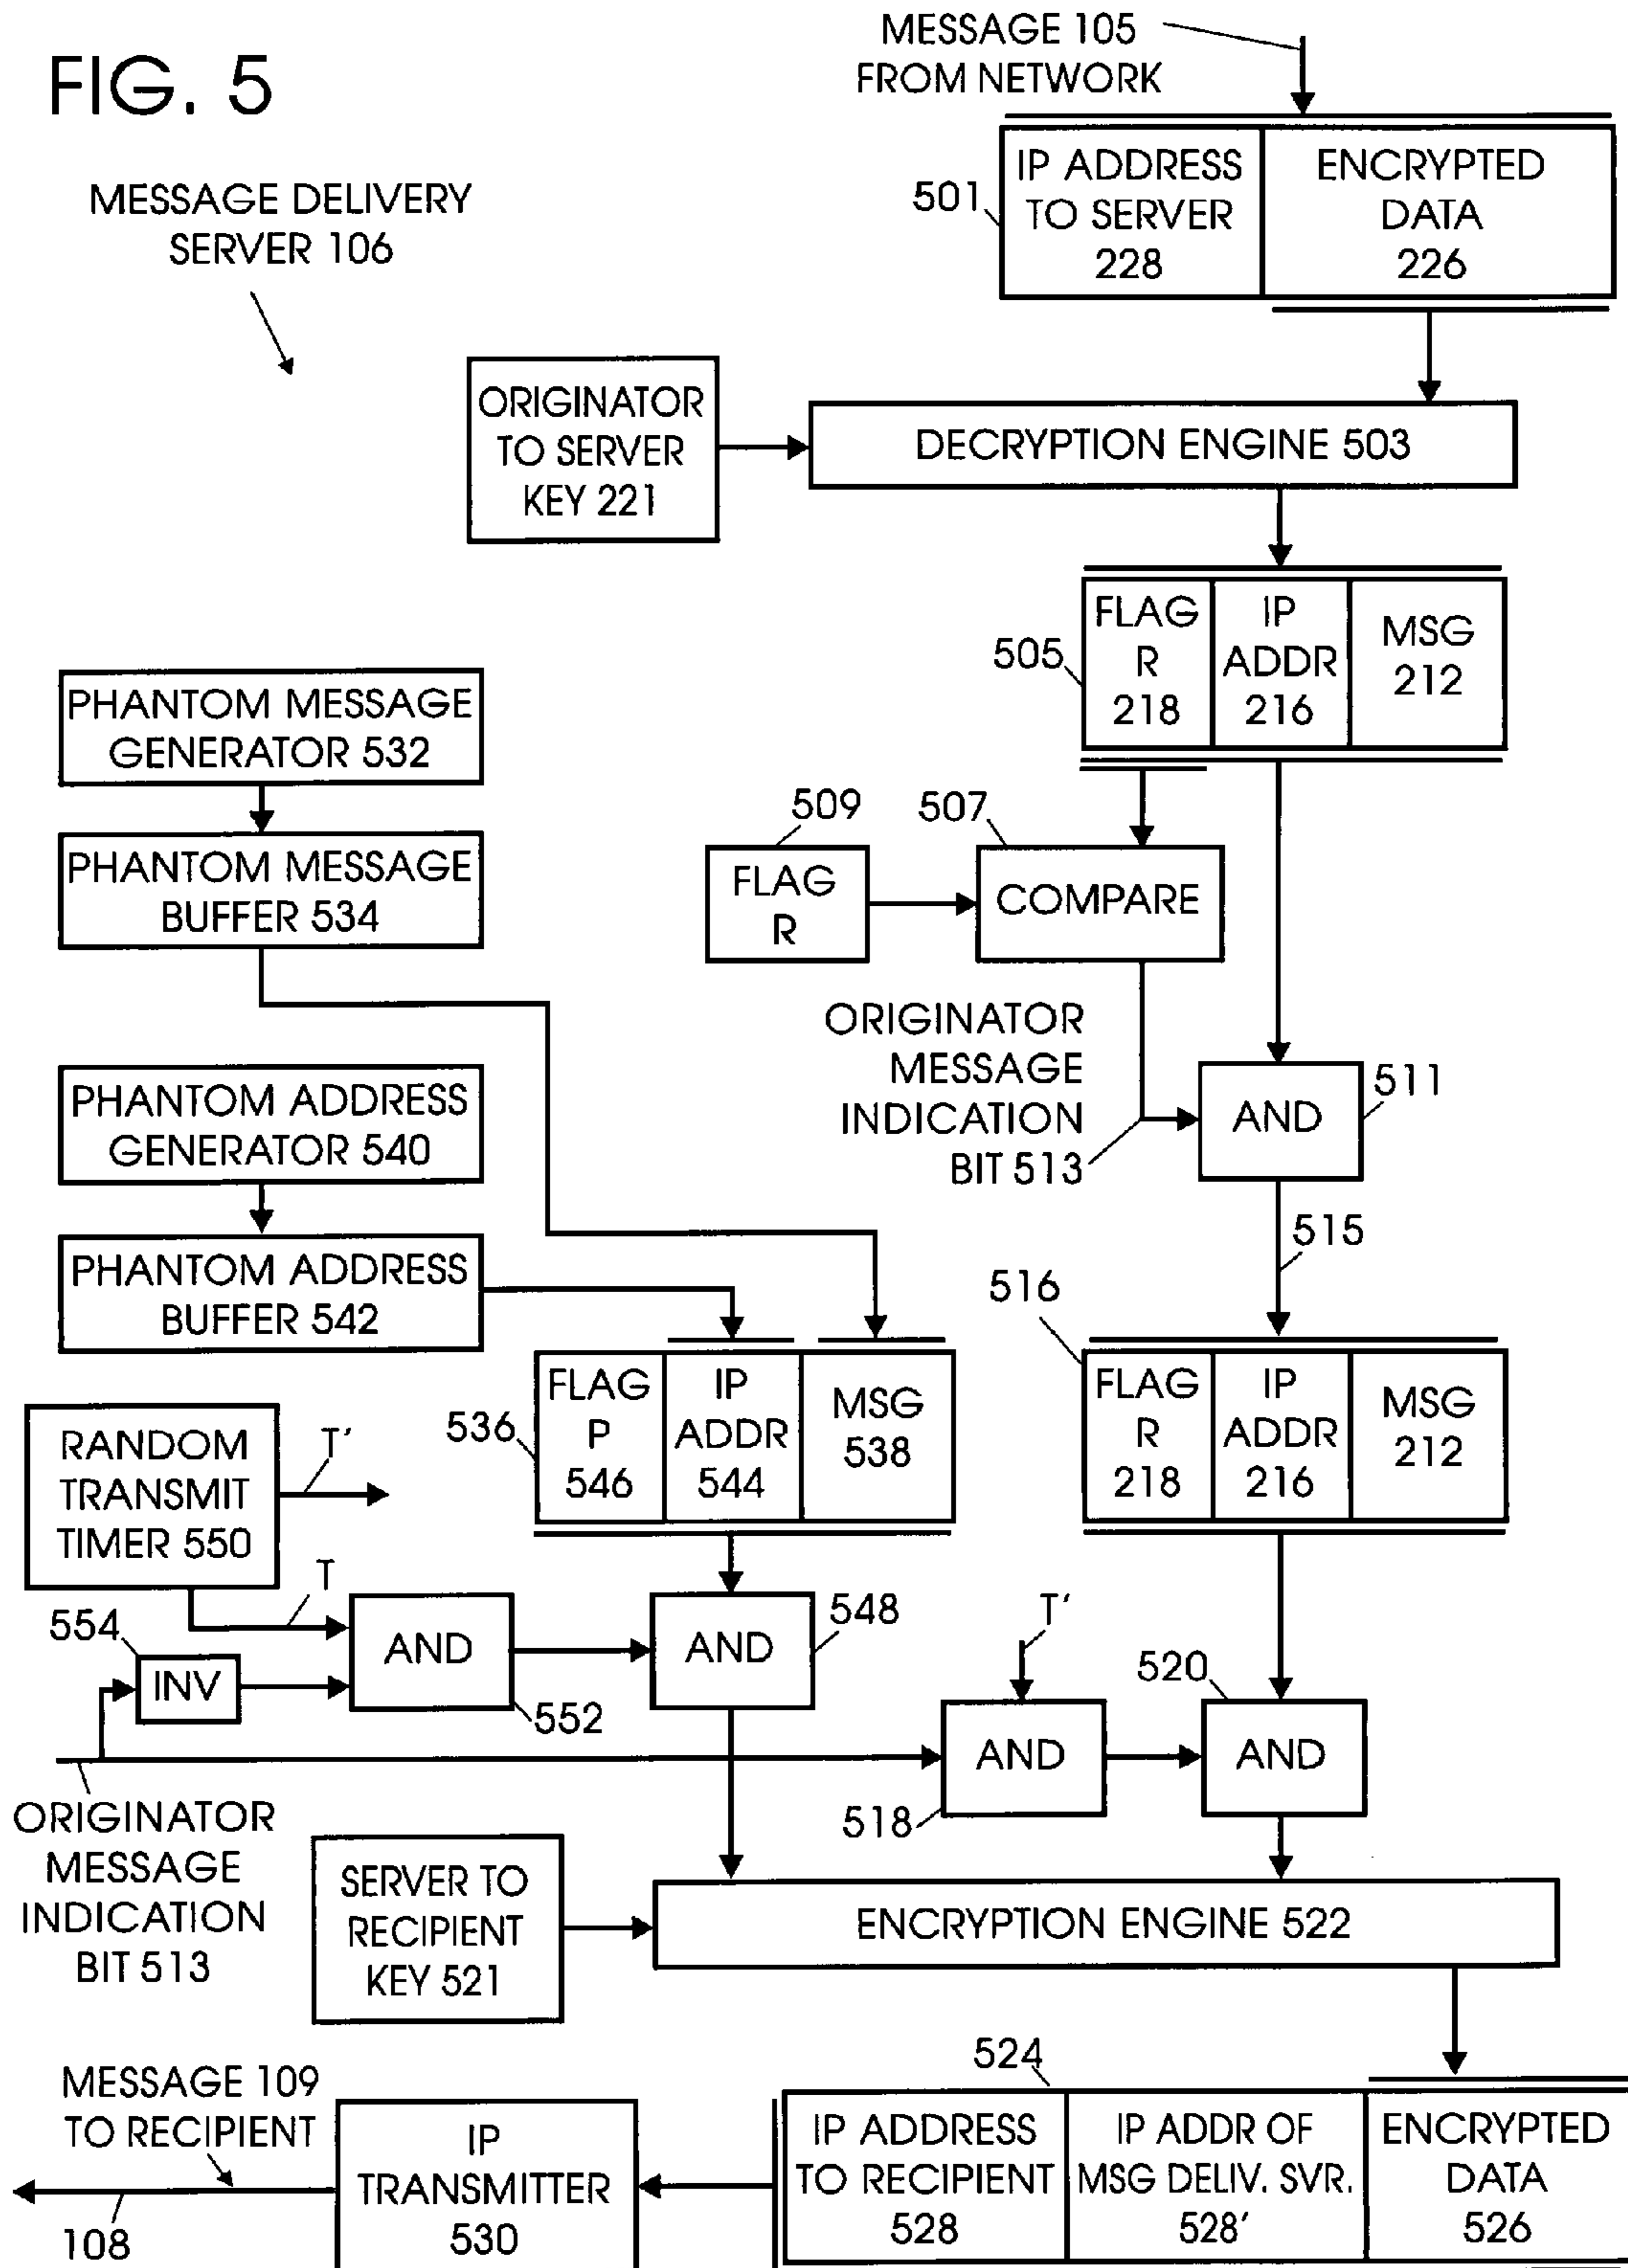 FIG. 5
MESSAGE 105
FROM NETWORK
MESSAGE DELIVERY
SERVER 106
501
IP ADDRESS
TO SERVER
228
ENCRYPTED
DATA
226
ORIGINATOR
TO SERVER
KEY 221
DECRYPTION ENGINE 503
505
FLAG
R
218
IP
ADDR
216
MSG
212
PHANTOM MESSAGE
GENERATOR 532
PHANTOM MESSAGE
BUFFER 534
509
FLAG
R
507
COMPARE
ORIGINATOR
MESSAGE
INDICATION
BIT 513
AND
511
515
PHANTOM ADDRESS
GENERATOR 540
PHANTOM ADDRESS
BUFFER 542
516
FLAG
R
218
IP
ADDR
216
MSG
212
536
FLAG
P
546
IP
ADDR
544
MSG
538
RANDOM
TRANSMIT
TIMER 550
T'
T
554
INV
AND
552
AND
548
T'
AND
518
520
AND
ORIGINATOR
MESSAGE
INDICATION
BIT 513
SERVER TO
RECIPIENT
KEY 521
ENCRYPTION ENGINE 522
524
IP ADDRESS
TO RECIPIENT
528
IP ADDR OF
MSG DELIV. SVR.
528'
ENCRYPTED
DATA
526
IP
TRANSMITTER
530
MESSAGE 109
TO RECIPIENT
108